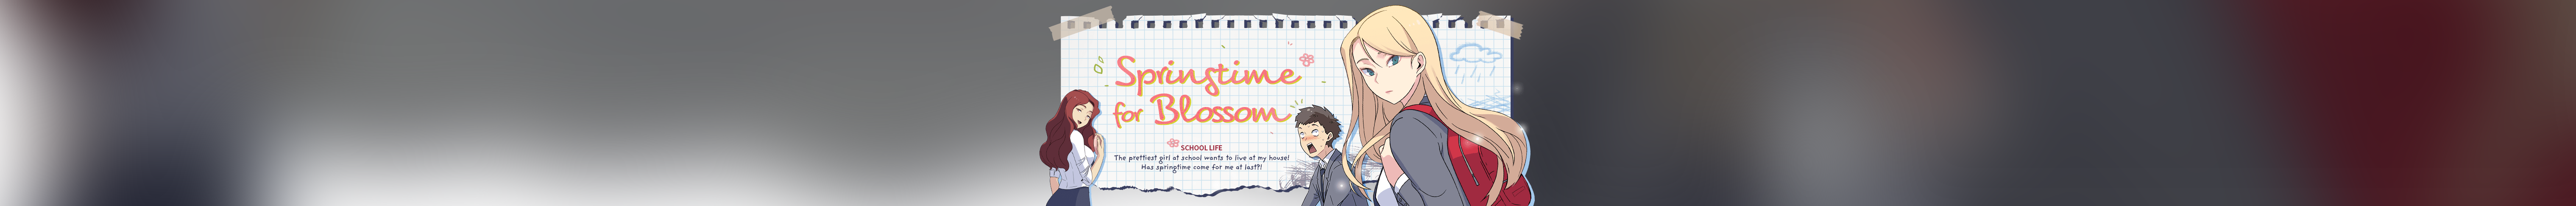 Springtime
for Blossom
SCHOOL LIFE
The prettiest girl at school wants to live at my house!
Has springtime come for me at last?!